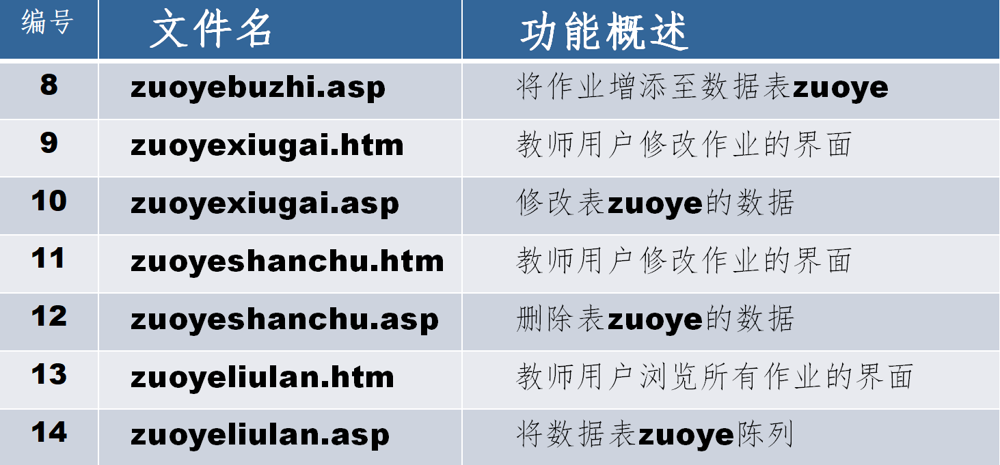 编号 文件名 功能概述
8 zuoyebuzhi.asp 将作业增添至数据表zuoye
9 zuoyexiugai.htm 教师用户修改作业的界面
10 zuoyexiugai.asp 修改表zuoye的数据
11 zuoyeshanchu.htm 教师用户修改作业的界面
12 zuoyeshanchu.asp 删除表zuoye的数据
13 zuoyeliulan.htm 教师用户浏览所有作业的界面
14 zuoyeliulan.asp 将数据表zuoye陈列